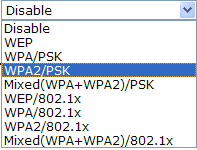 Disable
Disable
WEP
WPA/PSK
WPA2/PSK
Mixed(WPA+WPA2)/PSK
WEP/802.1x
WPA/802.1x
WPA2/802.1x
Mixed(WPA+WPA2)/802.1x